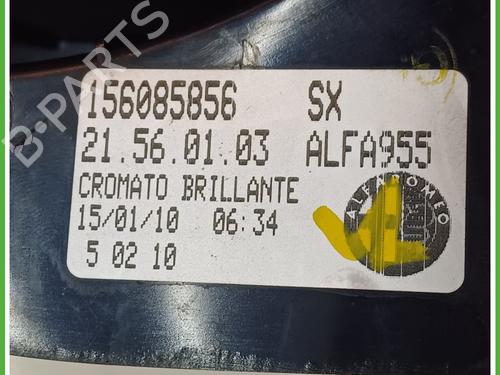 B-PARTS
156085856 SX
21.56.01.03 ALFA955
CROMATO BRILLANTE
15/01/10 06:34
5 02 10
ALFA ROMEO